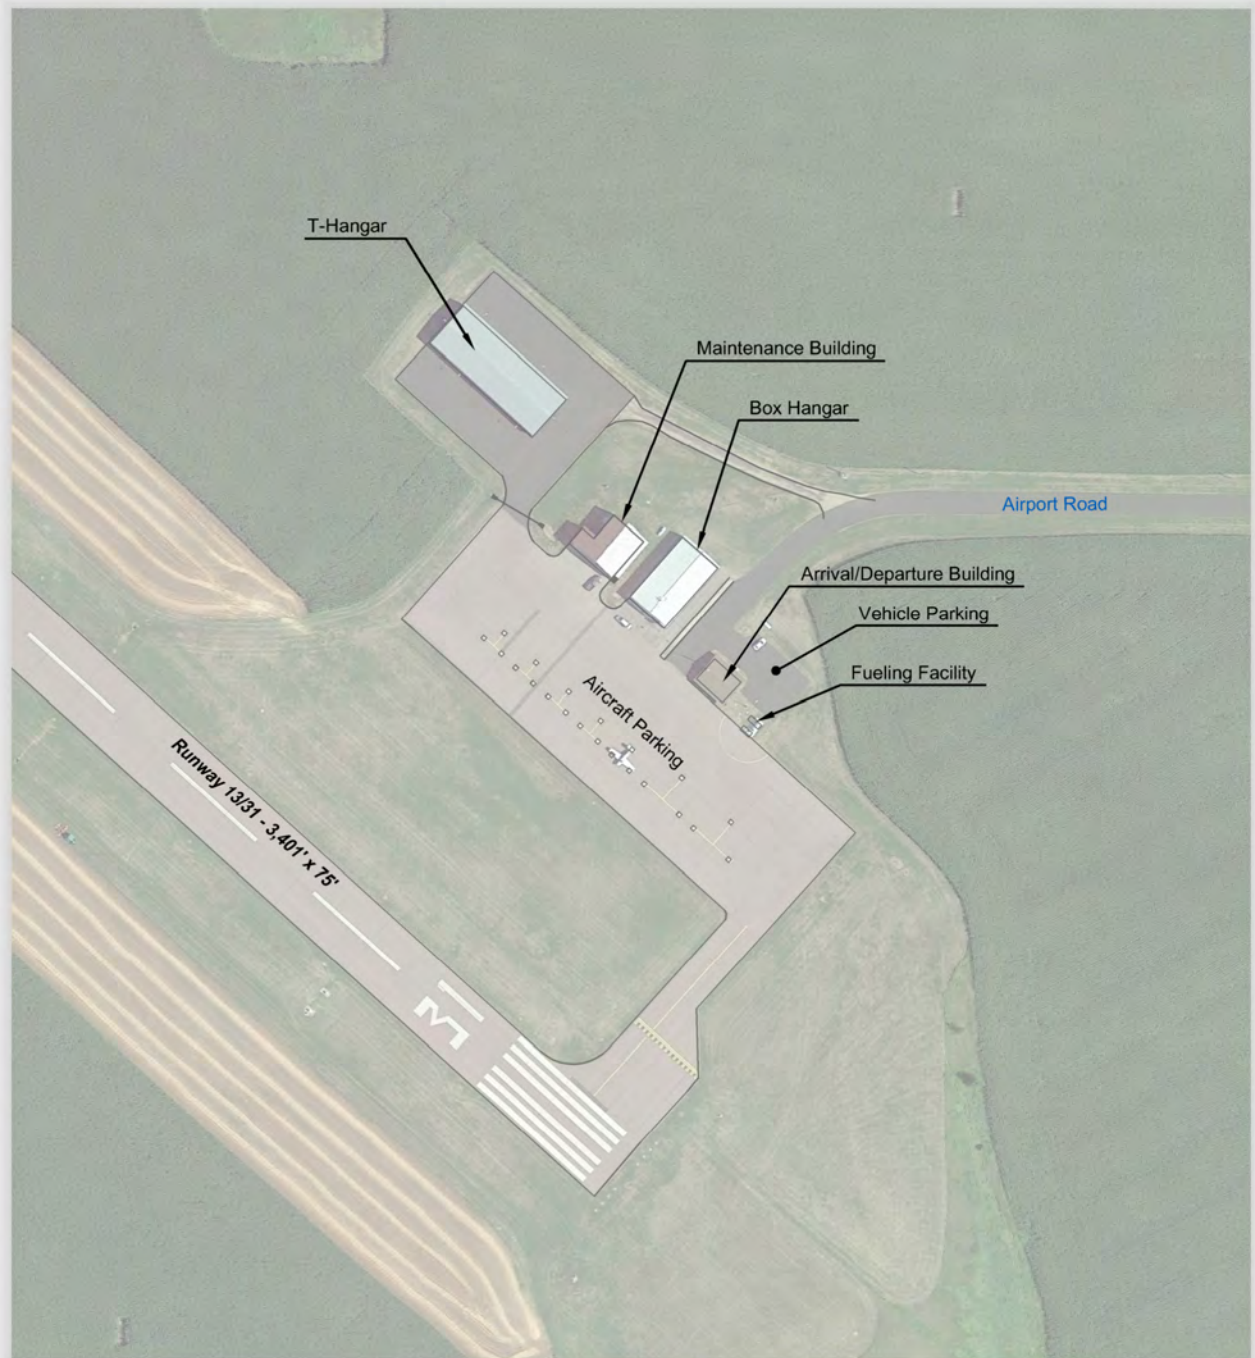 T-Hangar
Maintenance Building
Box Hangar
Airport Road
Arrival/Departure Building
Vehicle Parking
Fueling Facility
Aircraft Parking
Runway 13/31 - 3,401' x 75'